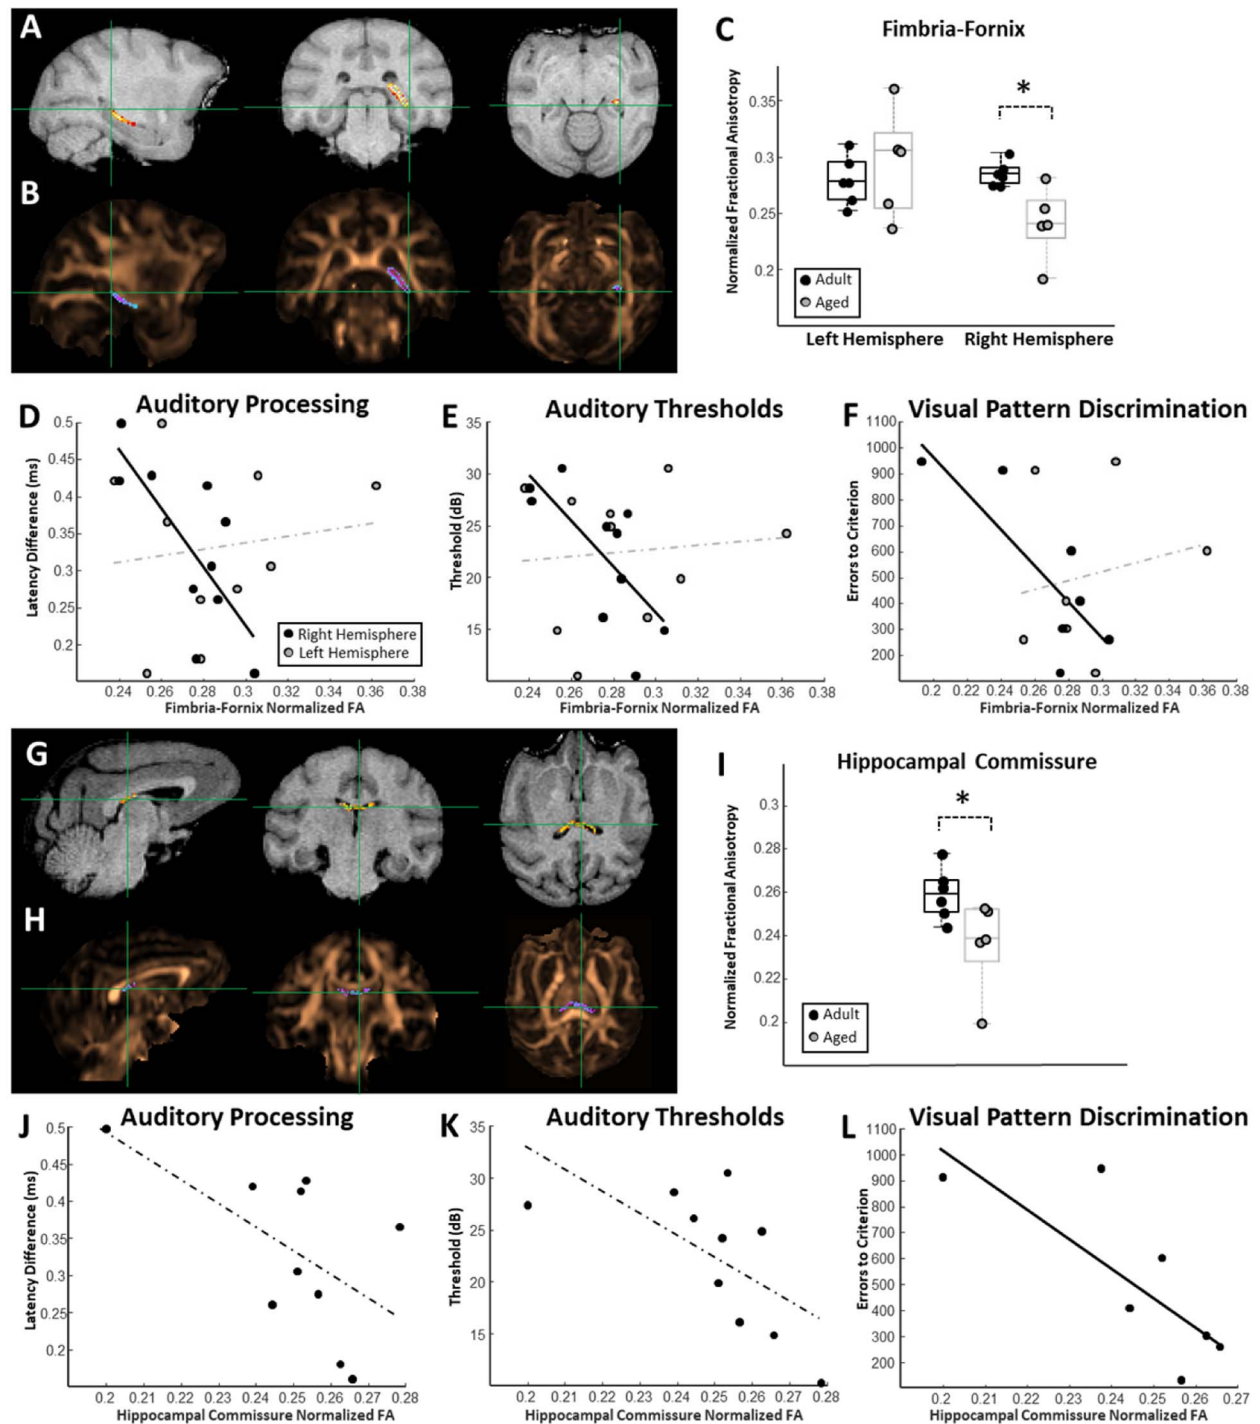 A
B
C
Fimbria-Fornix
*
Normalized Fractional Anisotropy
0.35
0.3
0.25
0.2
Adult
Aged
Left Hemisphere
Right Hemisphere
D
Auditory Processing
Latency Difference (ms)
0.5
0.45
0.4
0.35
0.3
0.25
0.2
Right Hemisphere
Left Hemisphere
0.24 0.26 0.28 0.3 0.32 0.34 0.36 0.38
Fimbria-Fornix Normalized FA
E
Auditory Thresholds
Threshold (dB)
35
30
25
20
15
0.24 0.26 0.28 0.3 0.32 0.34 0.36 0.38
Fimbria-Fornix Normalized FA
F
Visual Pattern Discrimination
Errors to Criterion
1100
1000
900
800
700
600
500
400
300
200
0.2 0.22 0.24 0.26 0.28 0.3 0.32 0.34 0.36 0.38
Fimbria-Fornix Normalized FA
G
H
I
Hippocampal Commissure
*
Normalized Fractional Anisotropy
0.3
0.28
0.26
0.24
0.22
0.2
Adult
Aged
J
Auditory Processing
Latency Difference (ms)
0.5
0.45
0.4
0.35
0.3
0.25
0.2
0.2 0.21 0.22 0.23 0.24 0.25 0.26 0.27 0.28
Hippocampal Commissure Normalized FA
K
Auditory Thresholds
Threshold (dB)
35
30
25
20
15
0.2 0.21 0.22 0.23 0.24 0.25 0.26 0.27 0.28
Hippocampal Commissure Normalized FA
L
Visual Pattern Discrimination
Errors to Criterion
1100
1000
900
800
700
600
500
400
300
200
0.2 0.21 0.22 0.23 0.24 0.25 0.26 0.27
Hippocampal Commissure Normalized FA